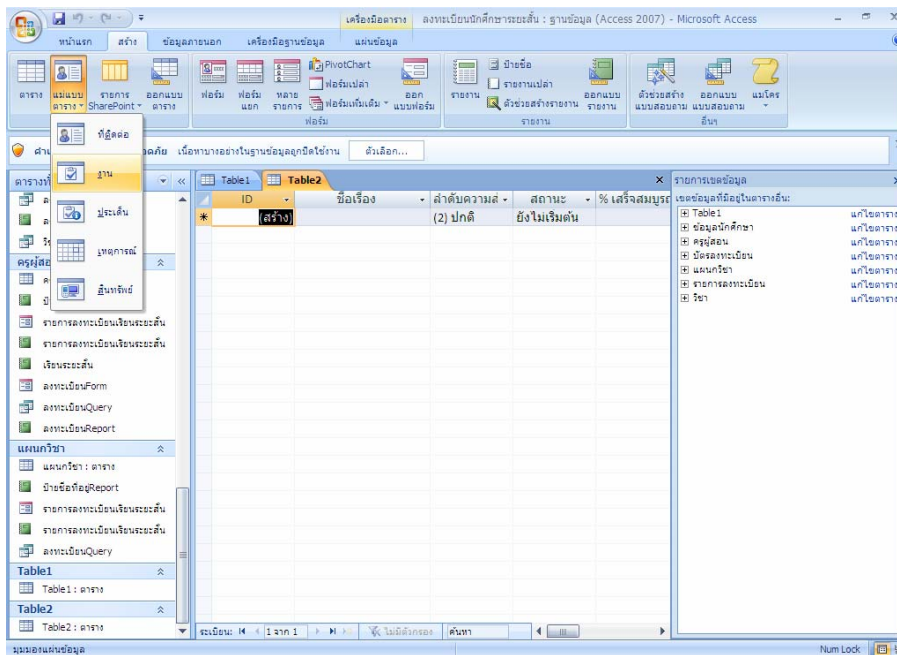 เครื่องมือตาราง ลงทะเบียนนักศึกษาระยะสั้น : ฐานข้อมูล (Access 2007) - Microsoft Access
หน้าแรก สร้าง ข้อมูลภายนอก เครื่องมือฐานข้อมูล แผ่นข้อมูล
ตาราง
แม่แบบ
ตาราง
รายการ
SharePoint
ออกแบบ
ตาราง
ฟอร์ม
ฟอร์ม
แยก
หลาย
รายการ
PivotChart
ฟอร์มเปล่า
ฟอร์มเพิ่มเติม
ออก
แบบฟอร์ม
ฟอร์ม
รายงาน
ป้ายชื่อ
รายงานเปล่า
ตัวช่วยสร้างรายงาน
ออกแบบ
รายงาน
รายงาน
ตัวช่วยสร้าง
แบบสอบถาม
ออกแบบ
แบบสอบถาม
แมโคร
อื่นๆ
ที่ติดต่อ
งาน
ประเด็น
เหตุการณ์
สินทรัพย์
เนื้อหาบางอย่างในฐานข้อมูลถูกปิดใช้งาน ตัวเลือก...
Table1 Table2
ID ชื่อเรื่อง ลำดับความส สถานะ % เสร็จสมบูรณ
(สร้าง) (2) ปกติ ยังไม่เริ่มต้น
รายการลงทะเบียนเรียนระยะสั้น
รายการลงทะเบียนเรียนระยะสั้น
เรียนระยะสั้น
ลงทะเบียนForm
ลงทะเบียนQuery
ลงทะเบียนReport
แผนกวิชา
แผนกวิชา : ตาราง
ป้ายชื่อที่อยู่Report
รายการลงทะเบียนเรียนระยะสั้น
รายการลงทะเบียนเรียนระยะสั้น
ลงทะเบียนQuery
Table1
Table1 : ตาราง
Table2
Table2 : ตาราง
รายการเขตข้อมูล
เขตข้อมูลที่มีอยู่ในตารางอื่น:
Table1 แก้ไขตาราง
ข้อมูลนักศึกษา แก้ไขตาราง
ครูผู้สอน แก้ไขตาราง
บัตรลงทะเบียน แก้ไขตาราง
แผนกวิชา แก้ไขตาราง
รายการลงทะเบียน แก้ไขตาราง
วิชา แก้ไขตาราง
ระเบียน: 1 จาก 1 ไม่มีตัวกรอง ค้นหา
มุมมองแผ่นข้อมูล Num Lock